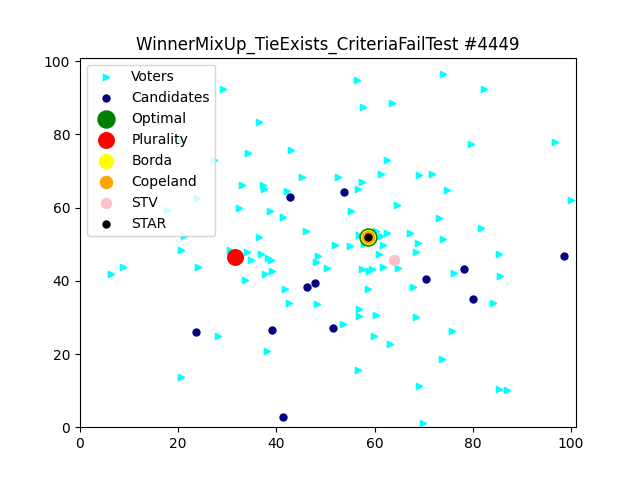 WinnerMixUp_TieExists_CriteriaFailTest #4449
100
80
60
40
20
0
Voters
Candidates
Optimal
Plurality
Borda
Copeland
STV
STAR
0 20 40 60 80 100